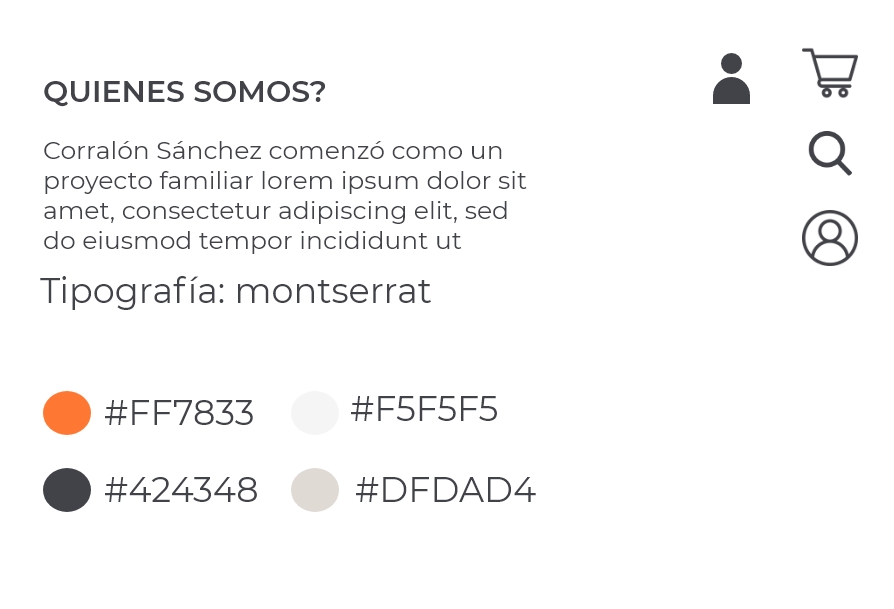 QUIENES SOMOS?
Corralón Sánchez comenzó como un
proyecto familiar lorem ipsum dolor sit
amet, consectetur adipiscing elit, sed
do eiusmod tempor incididunt ut
Tipografía: montserrat
#FF7833
#F5F5F5
#424348
#DFDAD4